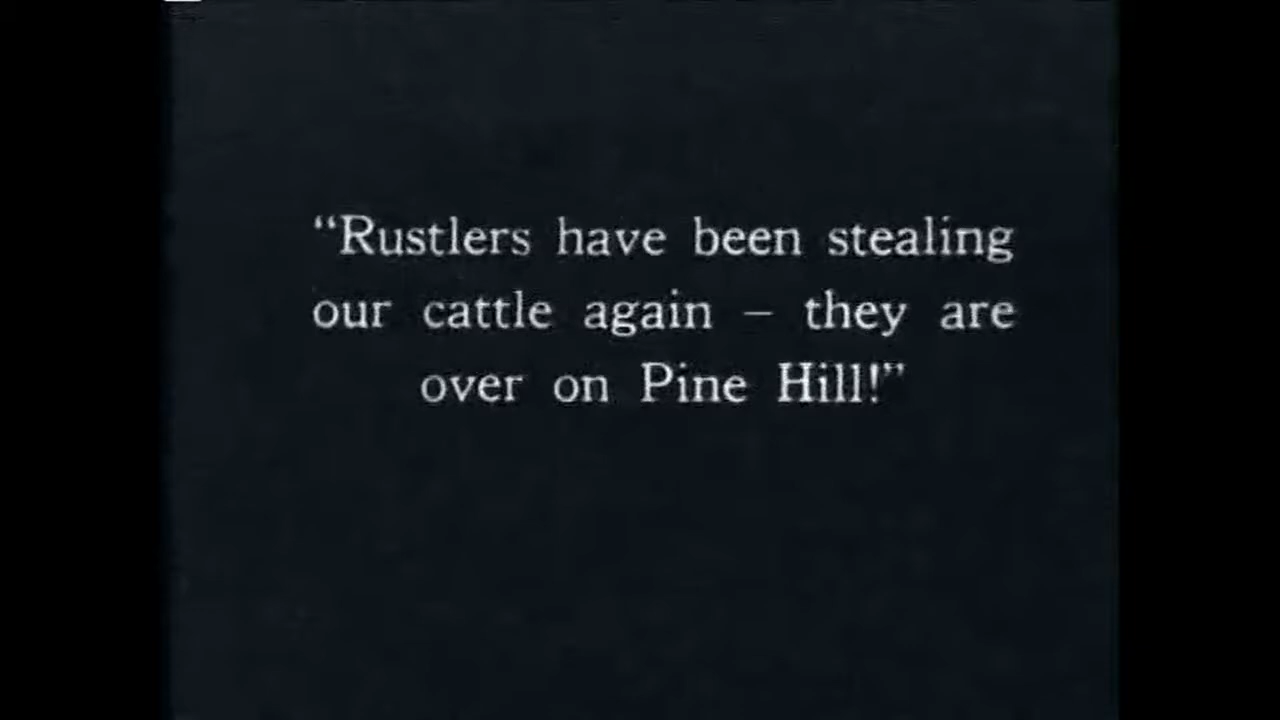 “Rustlers have been stealing
our cattle again – they are
over on Pine Hill!”